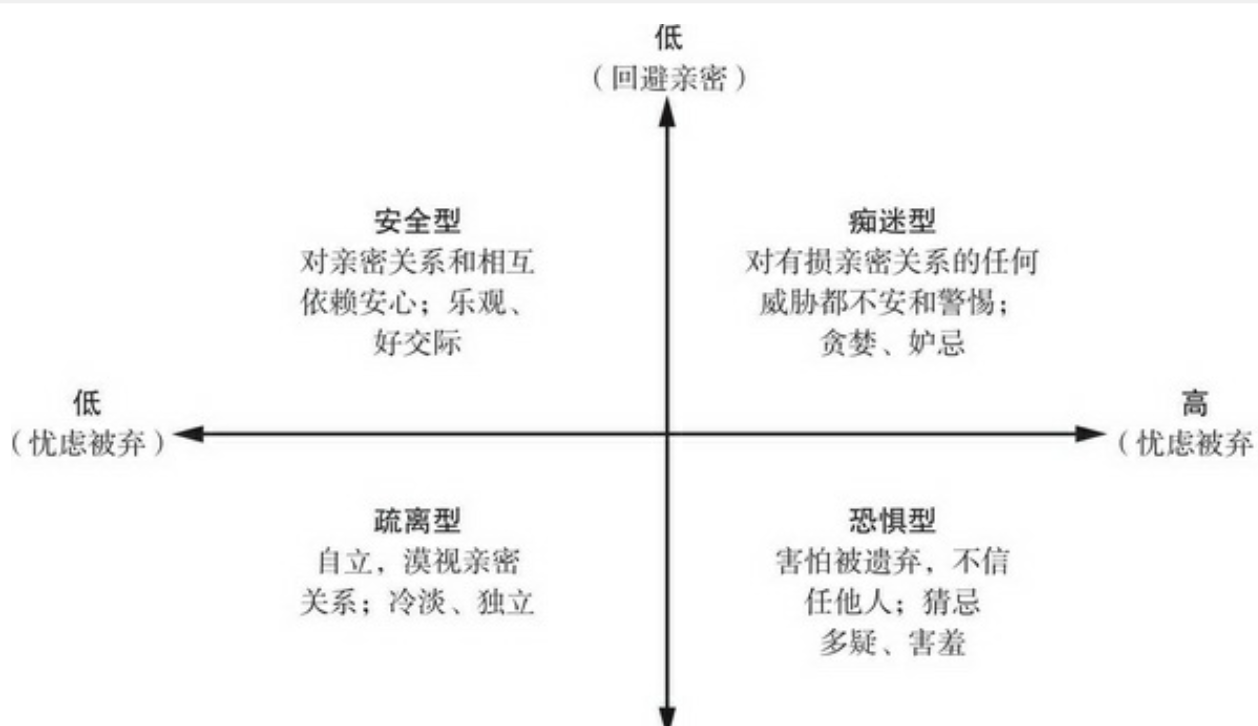 低
（回避亲密）
安全型
对亲密关系和相互
依赖安心；乐观、
好交际
痴迷型
对有损亲密关系的任何
威胁都不安和警惕；
贪婪、妒忌
低
（忧虑被弃）
高
（忧虑被弃
疏离型
自立，漠视亲密
关系；冷淡、独立
恐惧型
害怕被遗弃，不信
任他人；猜忌
多疑、害羞